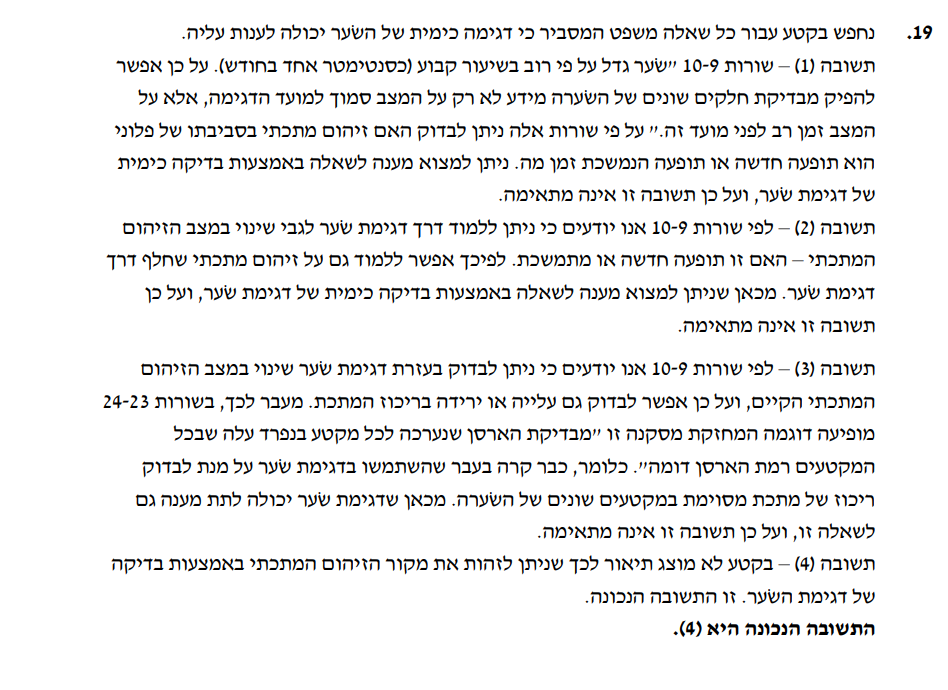 19. נחפש בקטע עבור כל שאלה משפט המסביר כי דגימה כימית של השֹער יכולה לענות עליה.
תשובה (1) – שורות 10-9 "שֹער גדל על פי רוב בשיעור קבוע (כסנטימטר אחד בחודש). על כן אפשר
להפיק מבדיקת חלקים שונים של השֹערה מידע לא רק על המצב סמוך למועד הדגימה, אלא על
המצב זמן רב לפני מועד זה." על פי שורות אלה ניתן לבדוק האם זיהום מתכתי בסביבתו של פלוני
הוא תופעה חדשה או תופעה הנמשכת זמן מה. ניתן למצוא מענה לשאלה באמצעות בדיקה כימית
של דגימת שֹער, ועל כן תשובה זו אינה מתאימה.
תשובה (2) – לפי שורות 10-9 אנו יודעים כי ניתן ללמוד דרך דגימת שֹער לגבי שינוי במצב הזיהום
המתכתי – האם זו תופעה חדשה או מתמשכת. לפיכך אפשר ללמוד גם על זיהום מתכתי שחלף דרך
דגימת שֹער. מכאן שניתן למצוא מענה לשאלה באמצעות בדיקה כימית של דגימת שֹער, ועל כן
תשובה זו אינה מתאימה.
תשובה (3) – לפי שורות 10-9 אנו יודעים כי ניתן לבדוק בעזרת דגימת שֹער שינוי במצב הזיהום
המתכתי הקיים, ועל כן אפשר לבדוק גם עלייה או ירידה בריכוז המתכת. מעבר לכך, בשורות 24-23
מופיעה דוגמה המחזקת מסקנה זו "מבדיקת הארסן שנערכה לכל מקטע בנפרד עלה שבכל
המקטעים רמת הארסן דומה". כלומר, כבר קרה בעבר שהשתמשו בדגימת שֹער על מנת לבדוק
ריכוז של מתכת מסוימת במקטעים שונים של השֹערה. מכאן שדגימת שֹער יכולה לתת מענה גם
לשאלה זו, ועל כן תשובה זו אינה מתאימה.
תשובה (4) – בקטע לא מוצג תיאור לכך שניתן לזהות את מקור הזיהום המתכתי באמצעות בדיקה
של דגימת השֹער. זו התשובה הנכונה.
התשובה הנכונה היא (4).